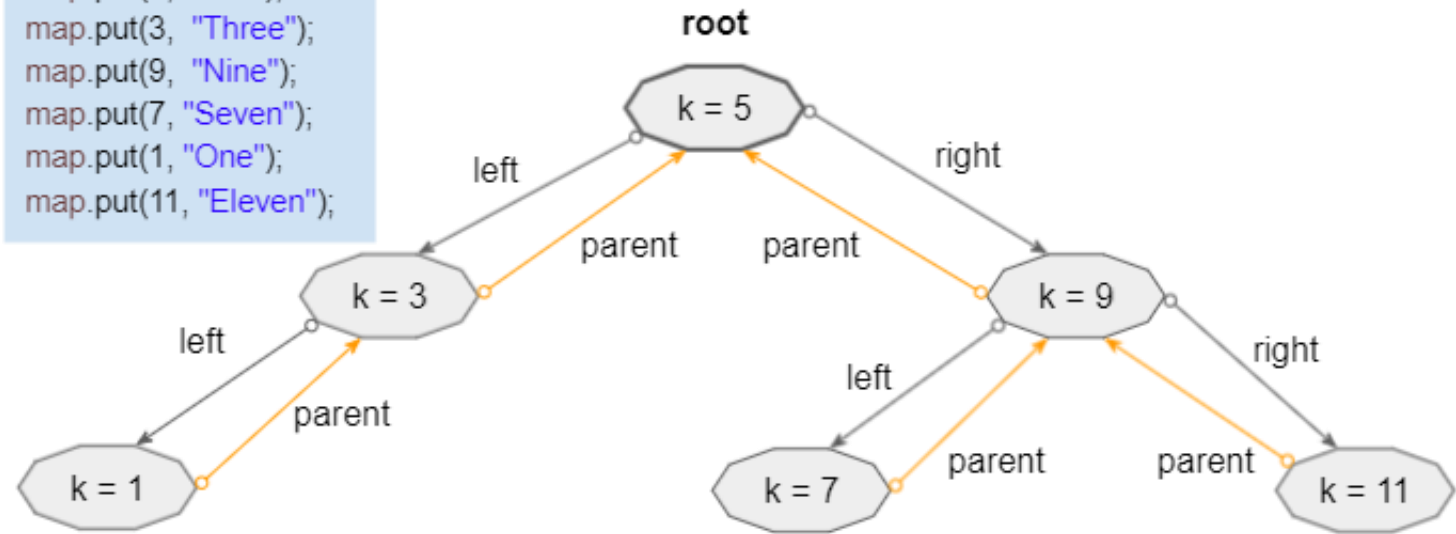 map.put(3, "Three");
map.put(9, "Nine");
map.put(7, "Seven");
map.put(1, "One");
map.put(11, "Eleven");
root
k = 5
left
right
parent
parent
k = 3
k = 9
left
right
left
parent
parent
parent
k = 1
k = 7
k = 11